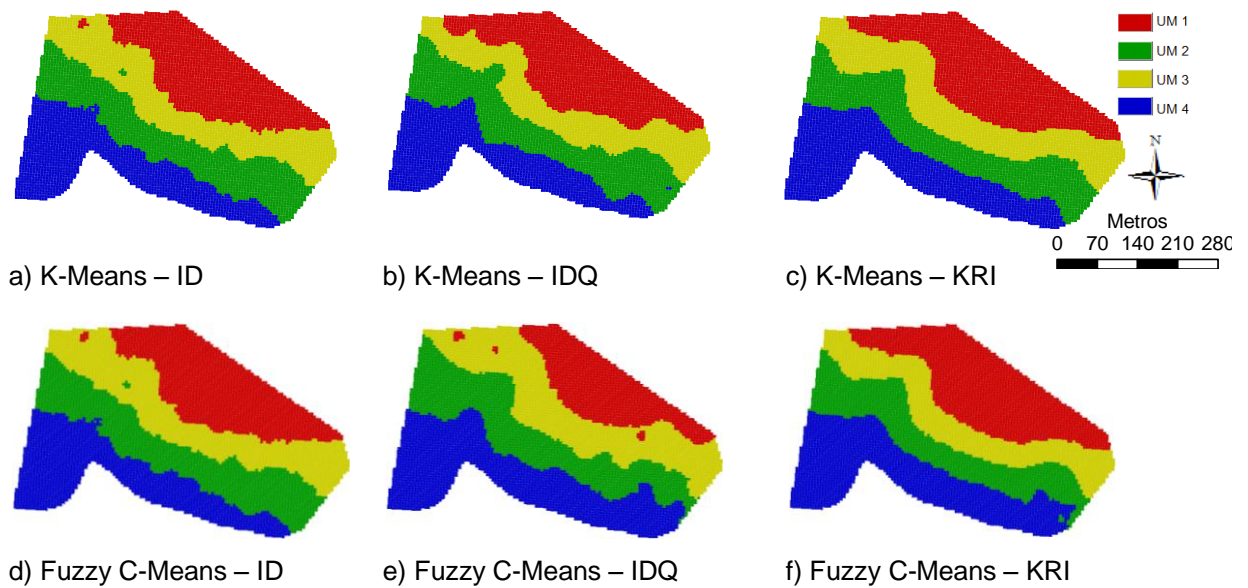 UM 1
UM 2
UM 3
UM 4
N
Metros
0 70 140 210 280
a) K-Means – ID
b) K-Means – IDQ
c) K-Means – KRI
d) Fuzzy C-Means – ID
e) Fuzzy C-Means – IDQ
f) Fuzzy C-Means – KRI